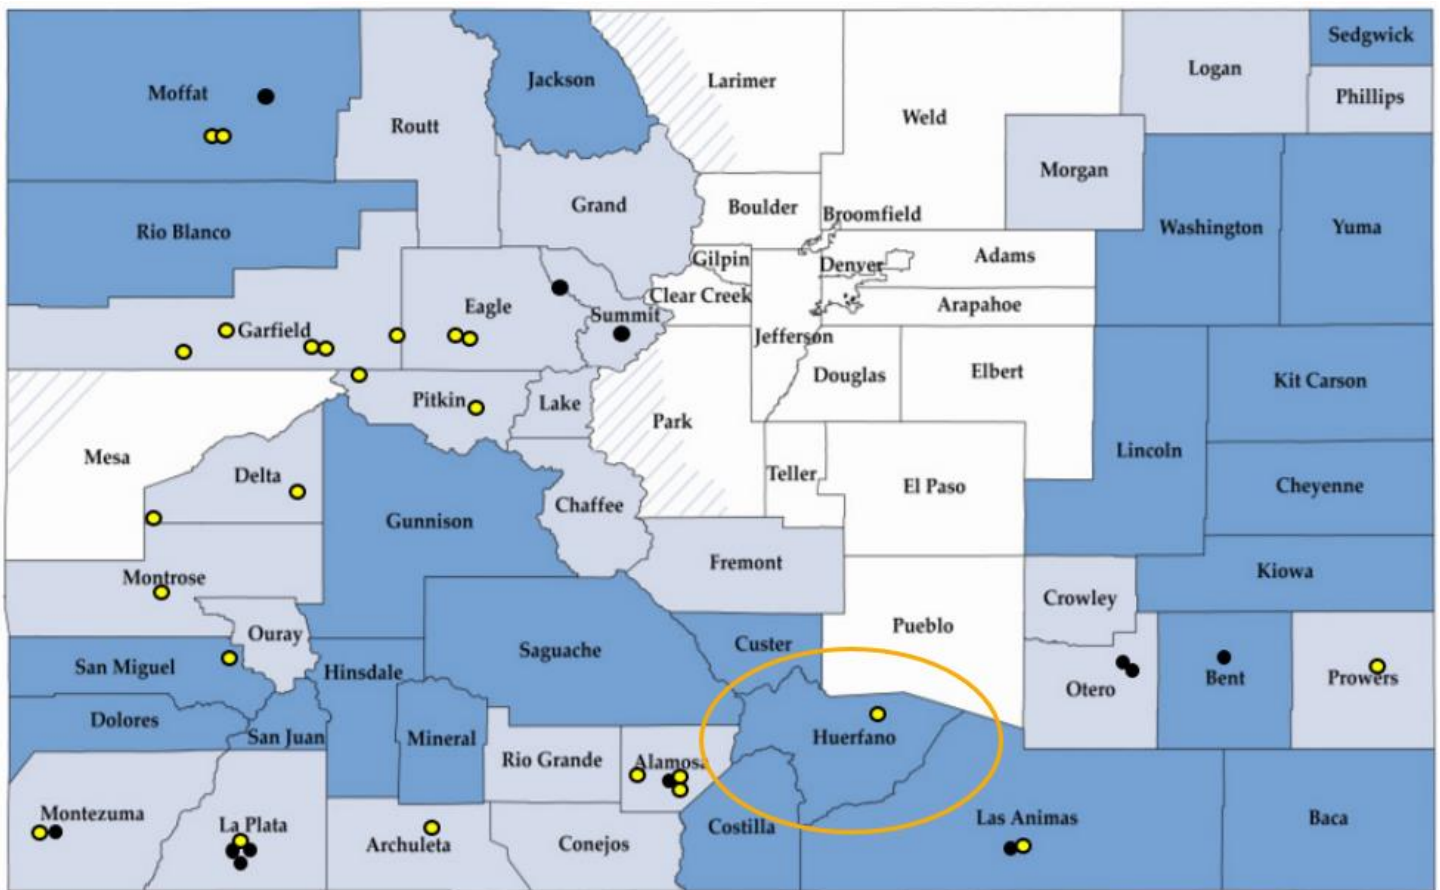 Sedgwick
Logan
Jackson
Larimer
Moffat
Phillips
Weld
Routt
Morgan
Grand
Boulder
Broomfield
Washington
Yuma
Rio Blanco
Gilpin
Denver
Adams
Clear Creek
Arapahoe
Eagle
Summit
Garfield
Jefferson
Elbert
Douglas
Kit Carson
Pitkin
Lake
Park
Mesa
Lincoln
Delta
Teller
El Paso
Cheyenne
Chaffee
Gunnison
Fremont
Kiowa
Montrose
Crowley
Pueblo
Ouray
Custer
Saguache
San Miguel
Hinsdale
Bent
Prowers
Otero
Dolores
San Juan
Mineral
Huerfano
Rio Grande
Alamosa
Montezuma
La Plata
Las Animas
Baca
Costilla
Archuleta
Conejos